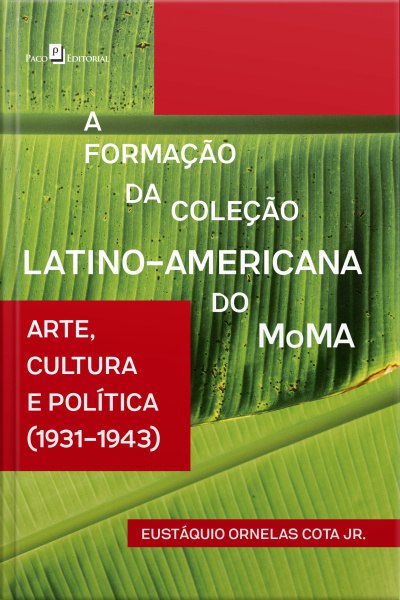 PACO EDITORIAL
A
FORMAÇÃO
DA
COLEÇÃO
LATINO-AMERICANA
DO
MoMA
ARTE,
CULTURA
E POLÍTICA
(1931-1943)
EUSTÁQUIO ORNELAS COTA JR.